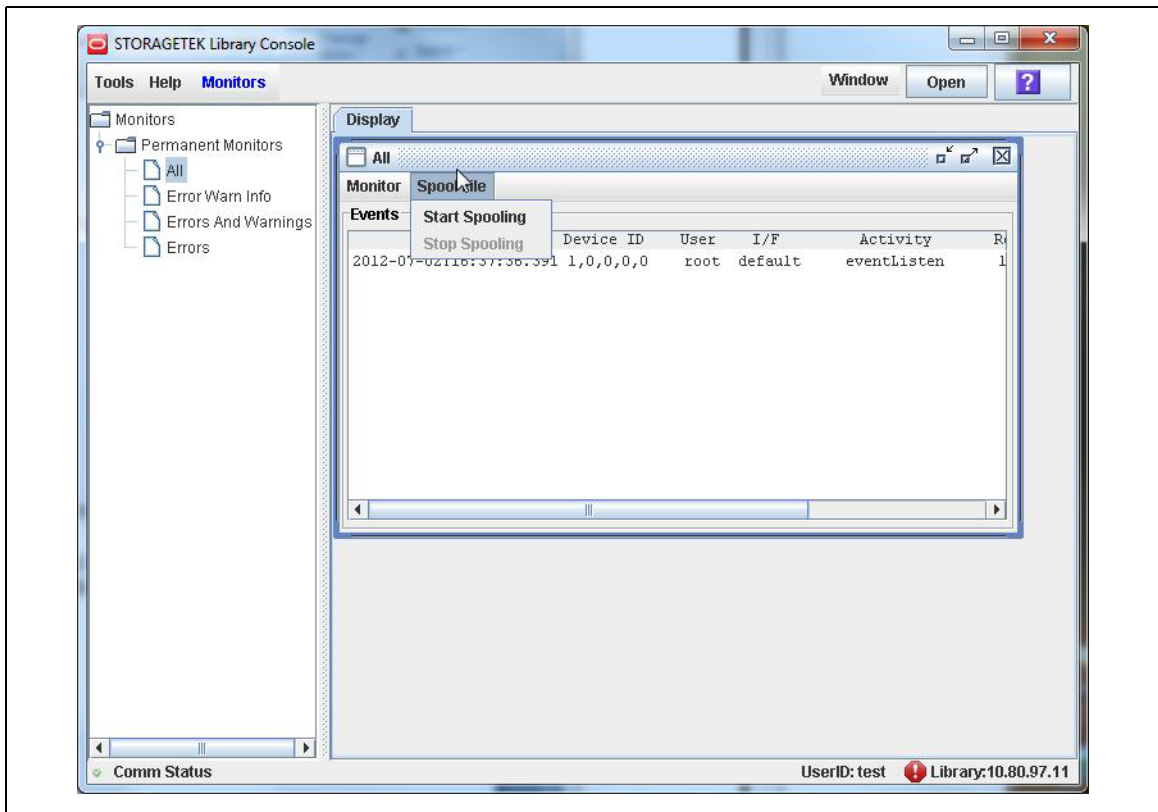 STORAGETEK Library Console
Tools Help Monitors Window Open ?
Monitors
Permanent Monitors
All
Error Warn Info
Errors And Warnings
Errors
Display
All
Monitor
Start Spooling
Stop Spooling
Events
Device ID User I/F Activity
1,0,0,0,0 root default eventListen
Comm Status UserID: test Library:10.80.97.11